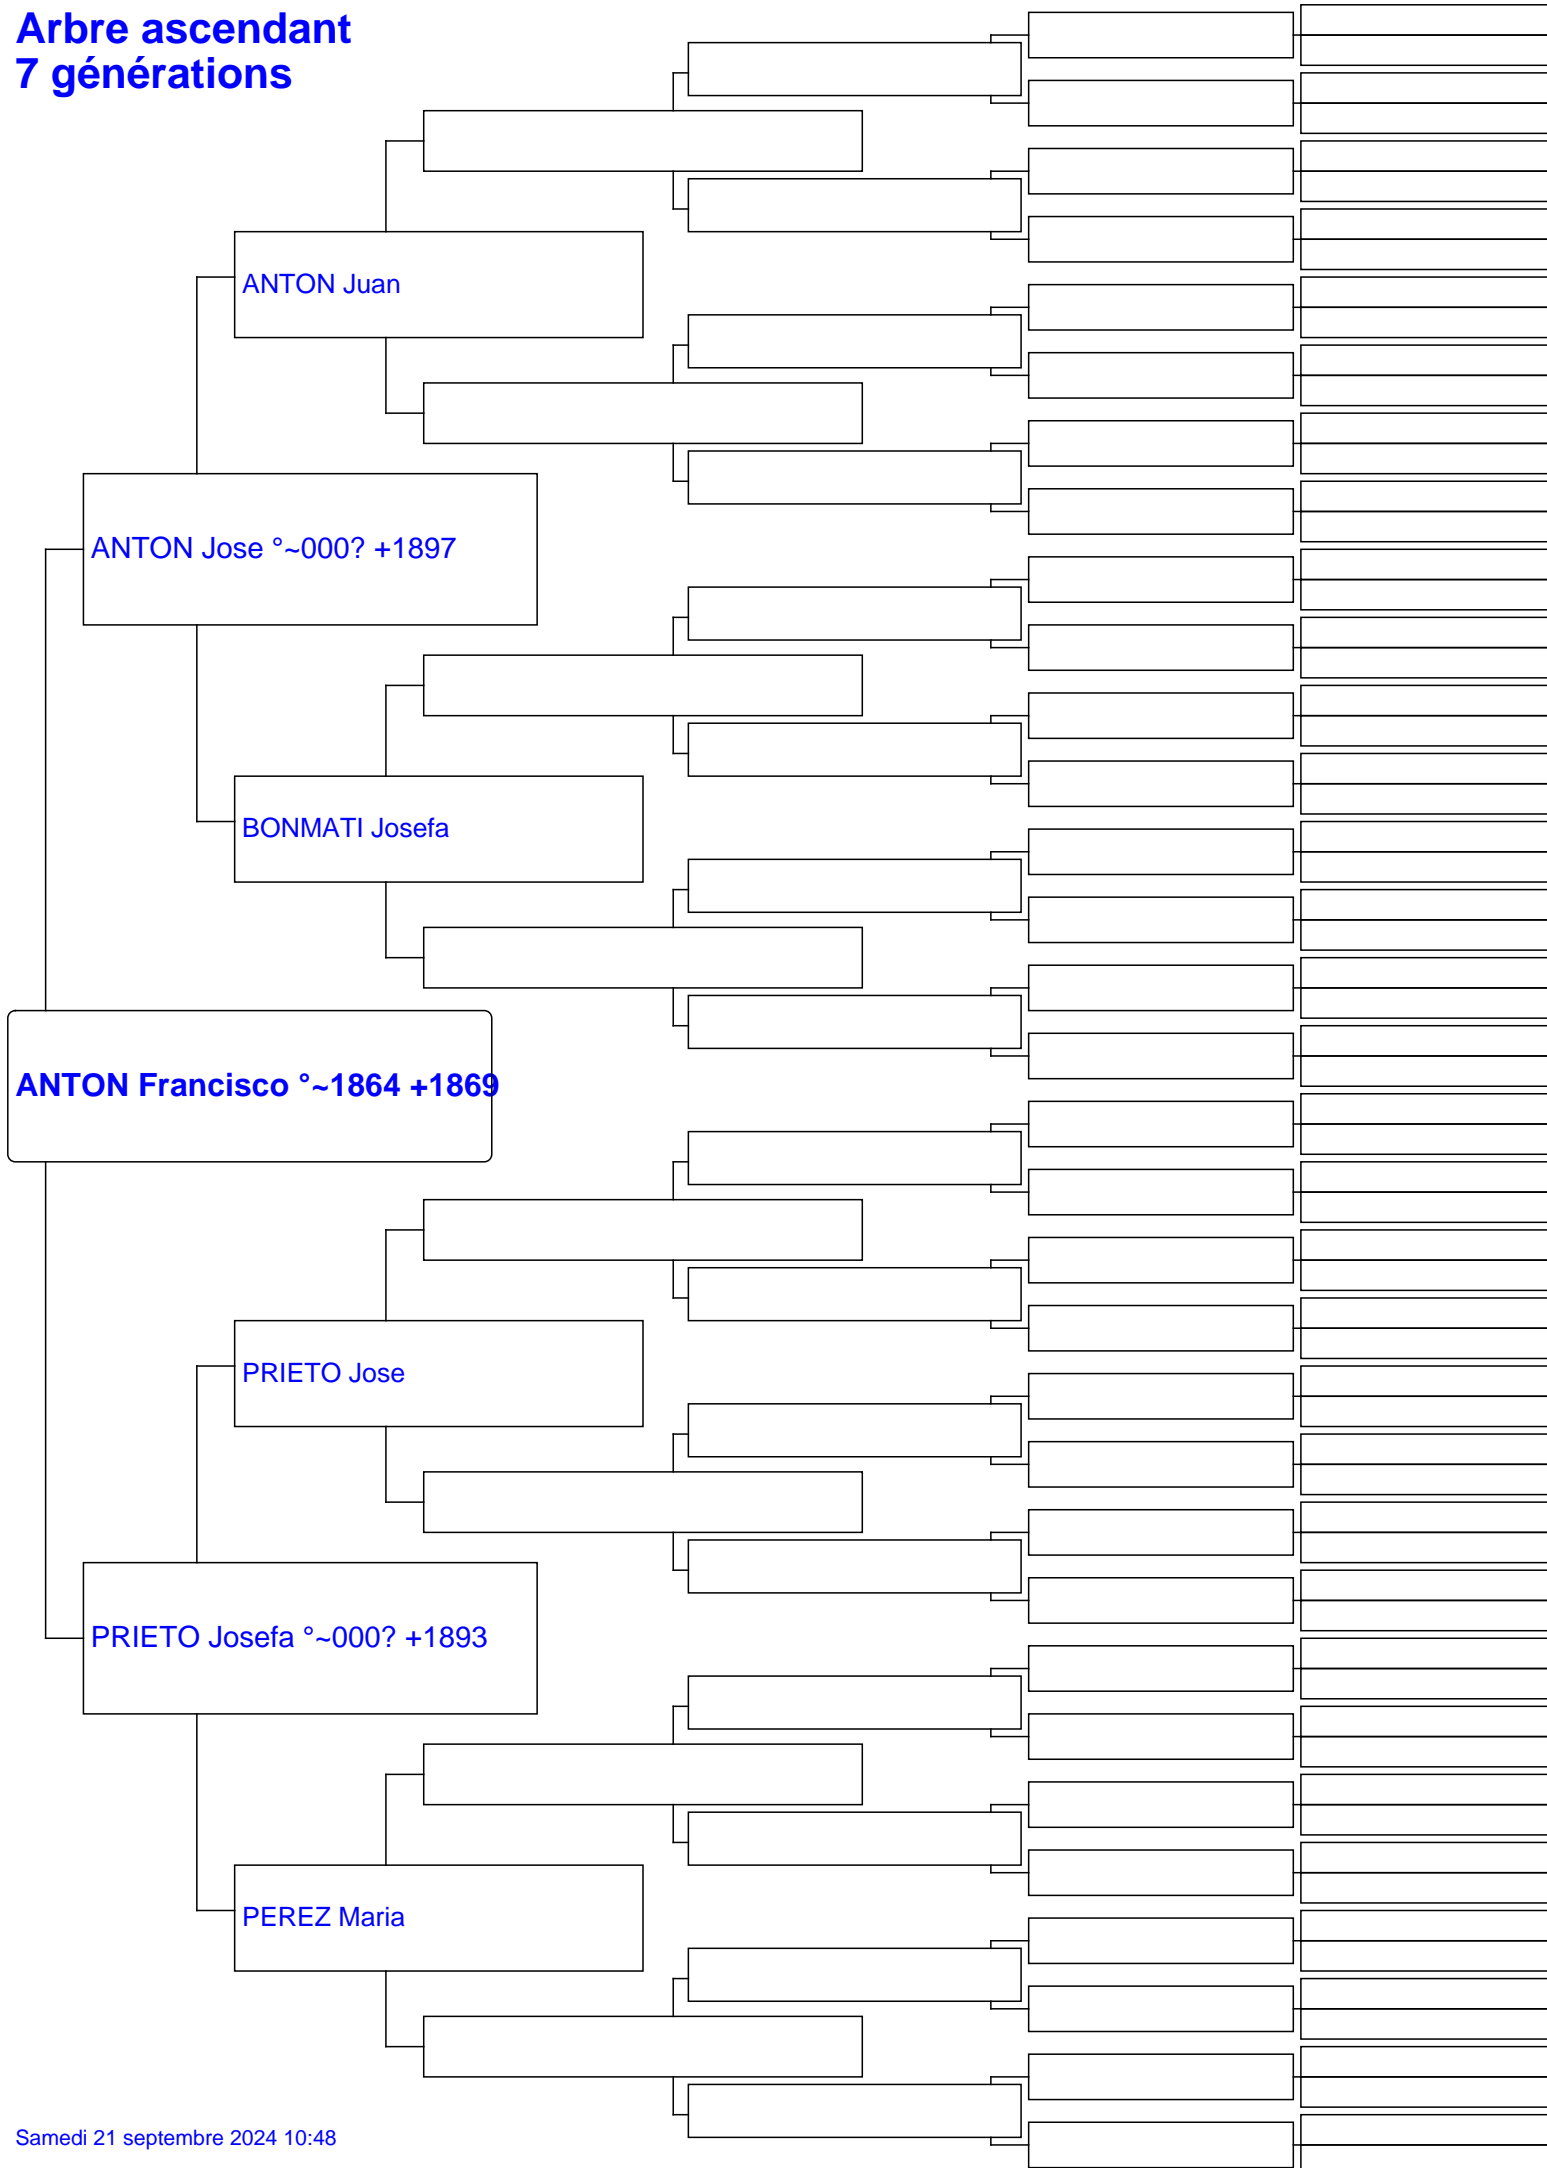 Arbre ascendant
7 générations
ANTON Juan
ANTON Jose °~000? +1897
BONMATI Josefa
ANTON Francisco °~1864 +1869
PRIETO Jose
PRIETO Josefa °~000? +1893
PEREZ Maria
Samedi 21 septembre 2024 10:48